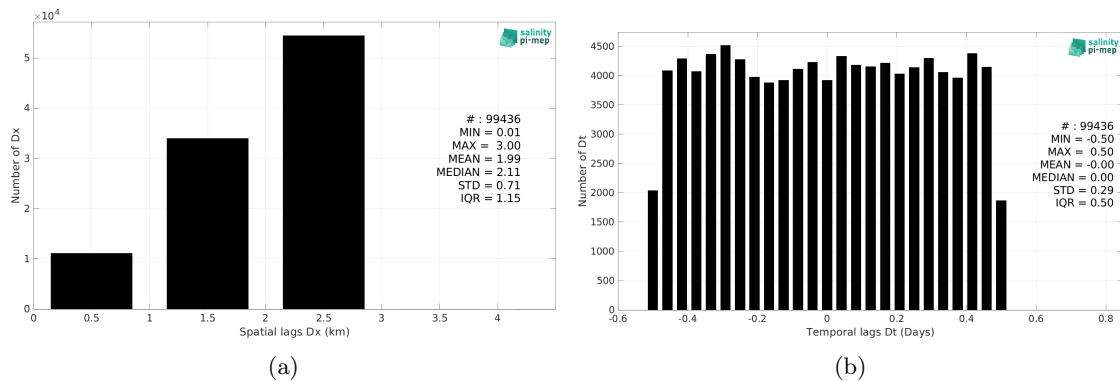 ×10⁴
5
4
3
2
1
0
Number of Dx
0 0.5 1 1.5 2 2.5 3 3.5 4
Spatial lags Dx (km)
salinity
pi-mep
# : 99436
MIN = 0.01
MAX = 3.00
MEAN = 1.99
MEDIAN = 2.11
STD = 0.71
IQR = 1.15
(a)
4500
4000
3500
3000
2500
2000
1500
1000
500
0
Number of Dt
-0.6 -0.4 -0.2 0 0.2 0.4 0.6 0.8
Temporal lags Dt (Days)
salinity
pi-mep
# : 99436
MIN = -0.50
MAX = 0.50
MEAN = -0.00
MEDIAN = 0.00
STD = 0.29
IQR = 0.50
(b)